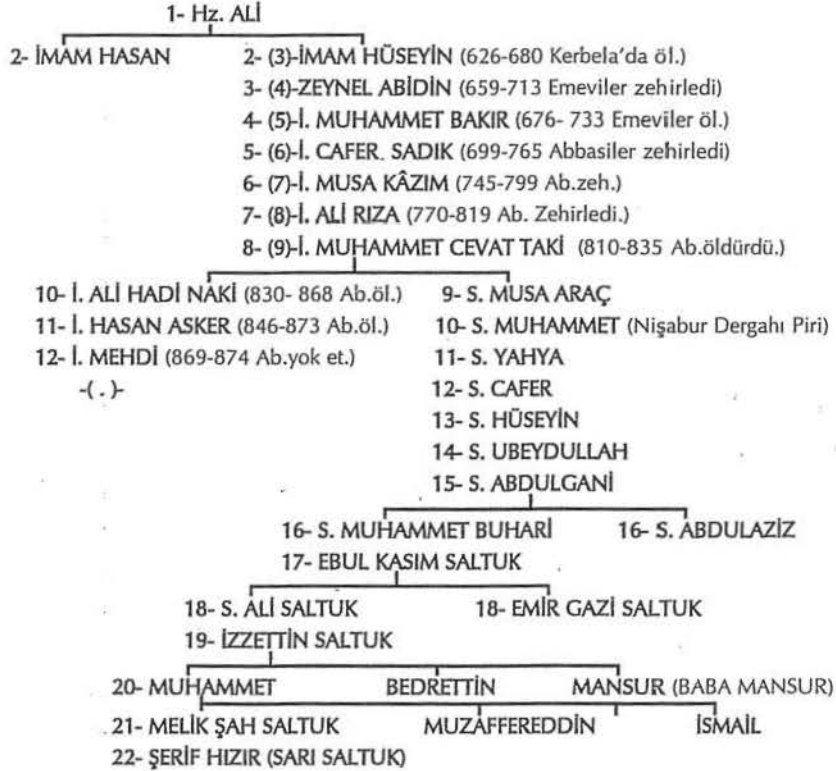 1- Hz. ALİ
2- İMAM HASAN 2- (3)-İMAM HÜSEYİN (626-680 Kerbela'da öl.)
3- (4)-ZEYNEL ABİDİN (659-713 Emeviler zehirledi)
4- (5)-İ. MUHAMMET BAKIR (676- 733 Emeviler öl.)
5- (6)-İ. CAFER. SADIK (699-765 Abbasiler zehirledi)
6- (7)-İ. MUSA KÂZIM (745-799 Ab.zeh.)
7- (8)-İ. ALİ RIZA (770-819 Ab. Zehirledi.)
8- (9)-İ. MUHAMMET CEVAT TAKİ (810-835 Ab.öldürdü.)
10- İ. ALİ HADİ NAKİ (830- 868 Ab.öl.) 9- S. MUSA ARAÇ
11- İ. HASAN ASKER (846-873 Ab.öl.) 10- S. MUHAMMET (Nişabur Dergahı Piri)
12- İ. MEHDİ (869-874 Ab.yok et.) 11- S. YAHYA
-( . )- 12- S. CAFER
13- S. HÜSEYİN
14- S. UBEYDULLAH
15- S. ABDULGANİ
16- S. MUHAMMET BUHARİ 16- S. ABDULAZİZ
17- EBUL KASIM SALTUK
18- S. ALİ SALTUK 18- EMİR GAZİ SALTUK
19- İZZETTİN SALTUK
20- MUHAMMET BEDRETTİN MANSUR (BABA MANSUR)
21- MELİK ŞAH SALTUK MUZAFFEREDDİN İSMAİL
22- ŞERİF HIZIR (SARI SALTUK)